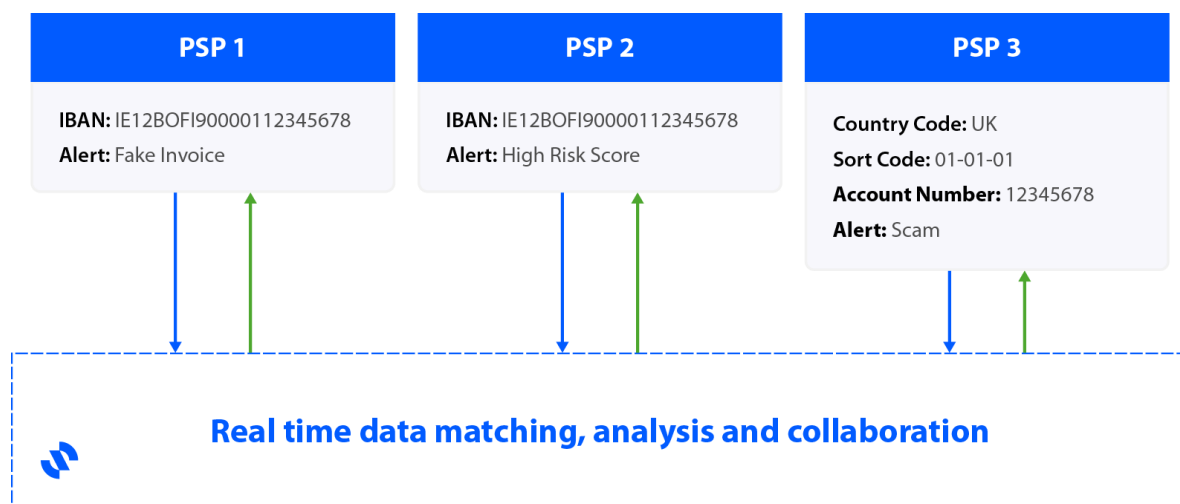 PSP 1
IBAN: IE12BOFI90000112345678
Alert: Fake Invoice
PSP 2
IBAN: IE12BOFI90000112345678
Alert: High Risk Score
PSP 3
Country Code: UK
Sort Code: 01-01-01
Account Number: 12345678
Alert: Scam
Real time data matching, analysis and collaboration